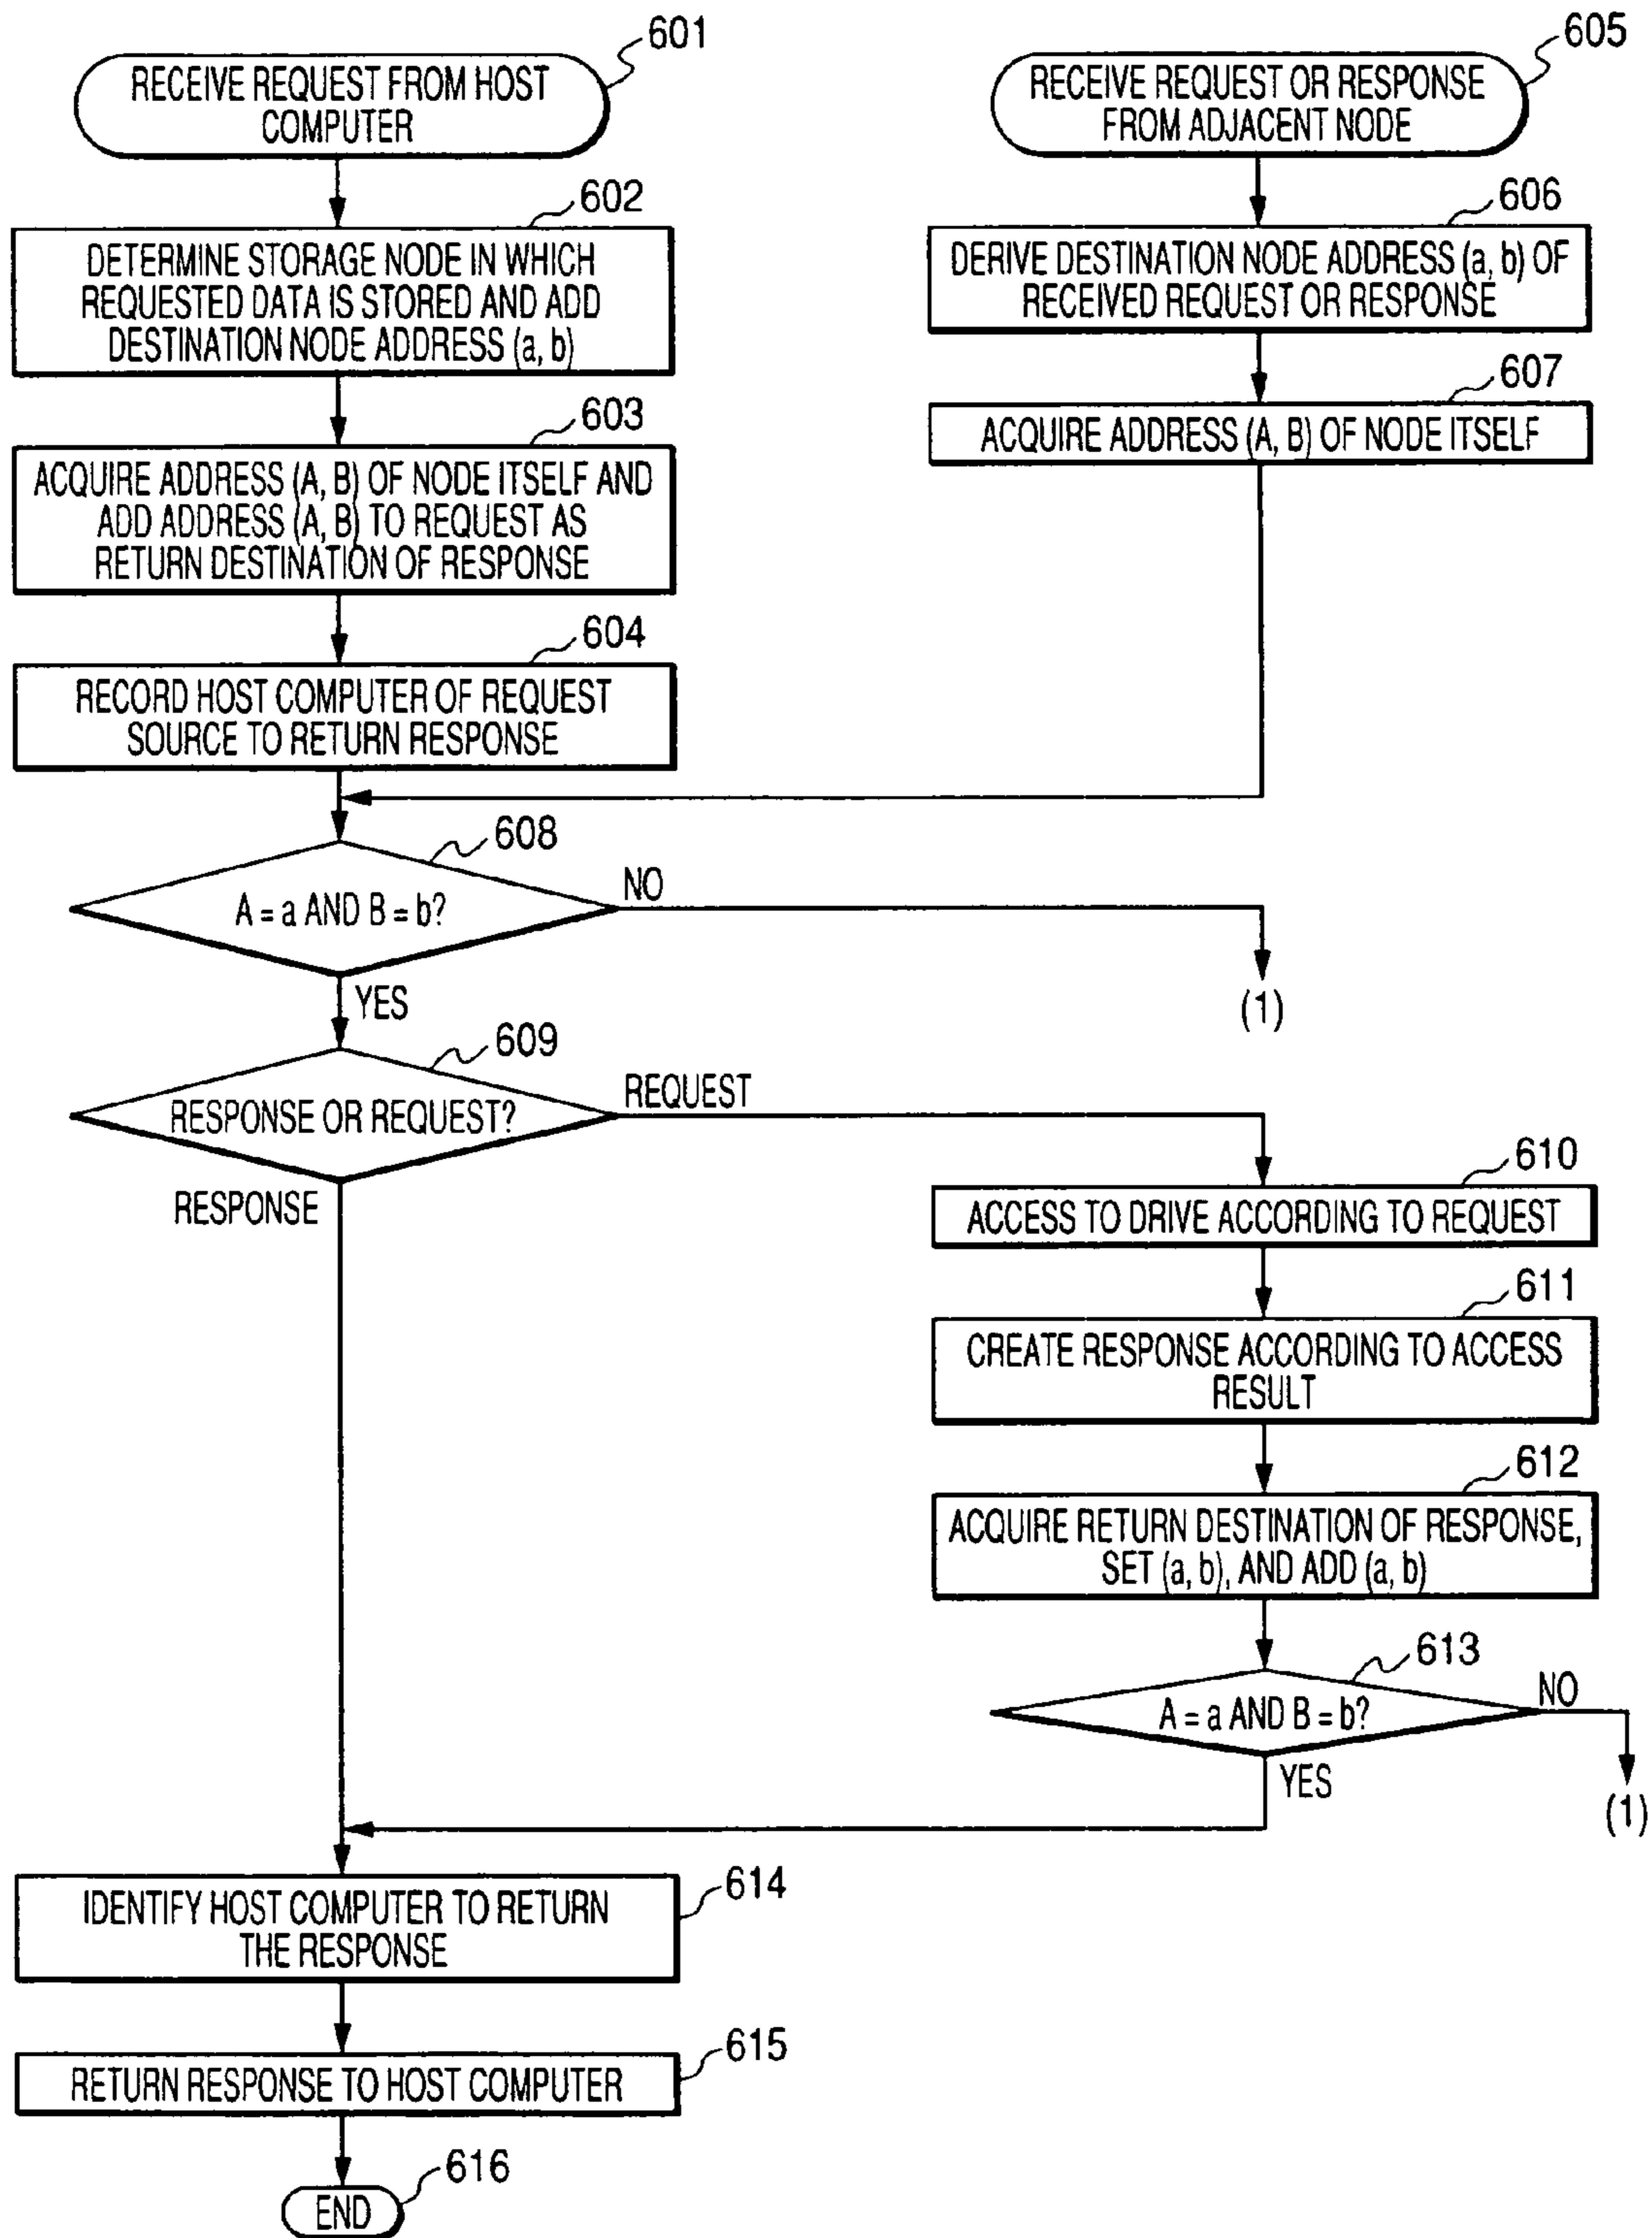 601
RECEIVE REQUEST FROM HOST
COMPUTER
602
DETERMINE STORAGE NODE IN WHICH
REQUESTED DATA IS STORED AND ADD
DESTINATION NODE ADDRESS (a, b)
603
ACQUIRE ADDRESS (A, B) OF NODE ITSELF AND
ADD ADDRESS (A, B) TO REQUEST AS
RETURN DESTINATION OF RESPONSE
604
RECORD HOST COMPUTER OF REQUEST
SOURCE TO RETURN RESPONSE
605
RECEIVE REQUEST OR RESPONSE
FROM ADJACENT NODE
606
DERIVE DESTINATION NODE ADDRESS (a, b) OF
RECEIVED REQUEST OR RESPONSE
607
ACQUIRE ADDRESS (A, B) OF NODE ITSELF
608
A = a AND B = b?
NO
(1)
YES
609
RESPONSE OR REQUEST?
REQUEST
RESPONSE
610
ACCESS TO DRIVE ACCORDING TO REQUEST
611
CREATE RESPONSE ACCORDING TO ACCESS
RESULT
612
ACQUIRE RETURN DESTINATION OF RESPONSE,
SET (a, b), AND ADD (a, b)
613
A = a AND B = b?
NO
(1)
YES
614
IDENTIFY HOST COMPUTER TO RETURN
THE RESPONSE
615
RETURN RESPONSE TO HOST COMPUTER
616
END